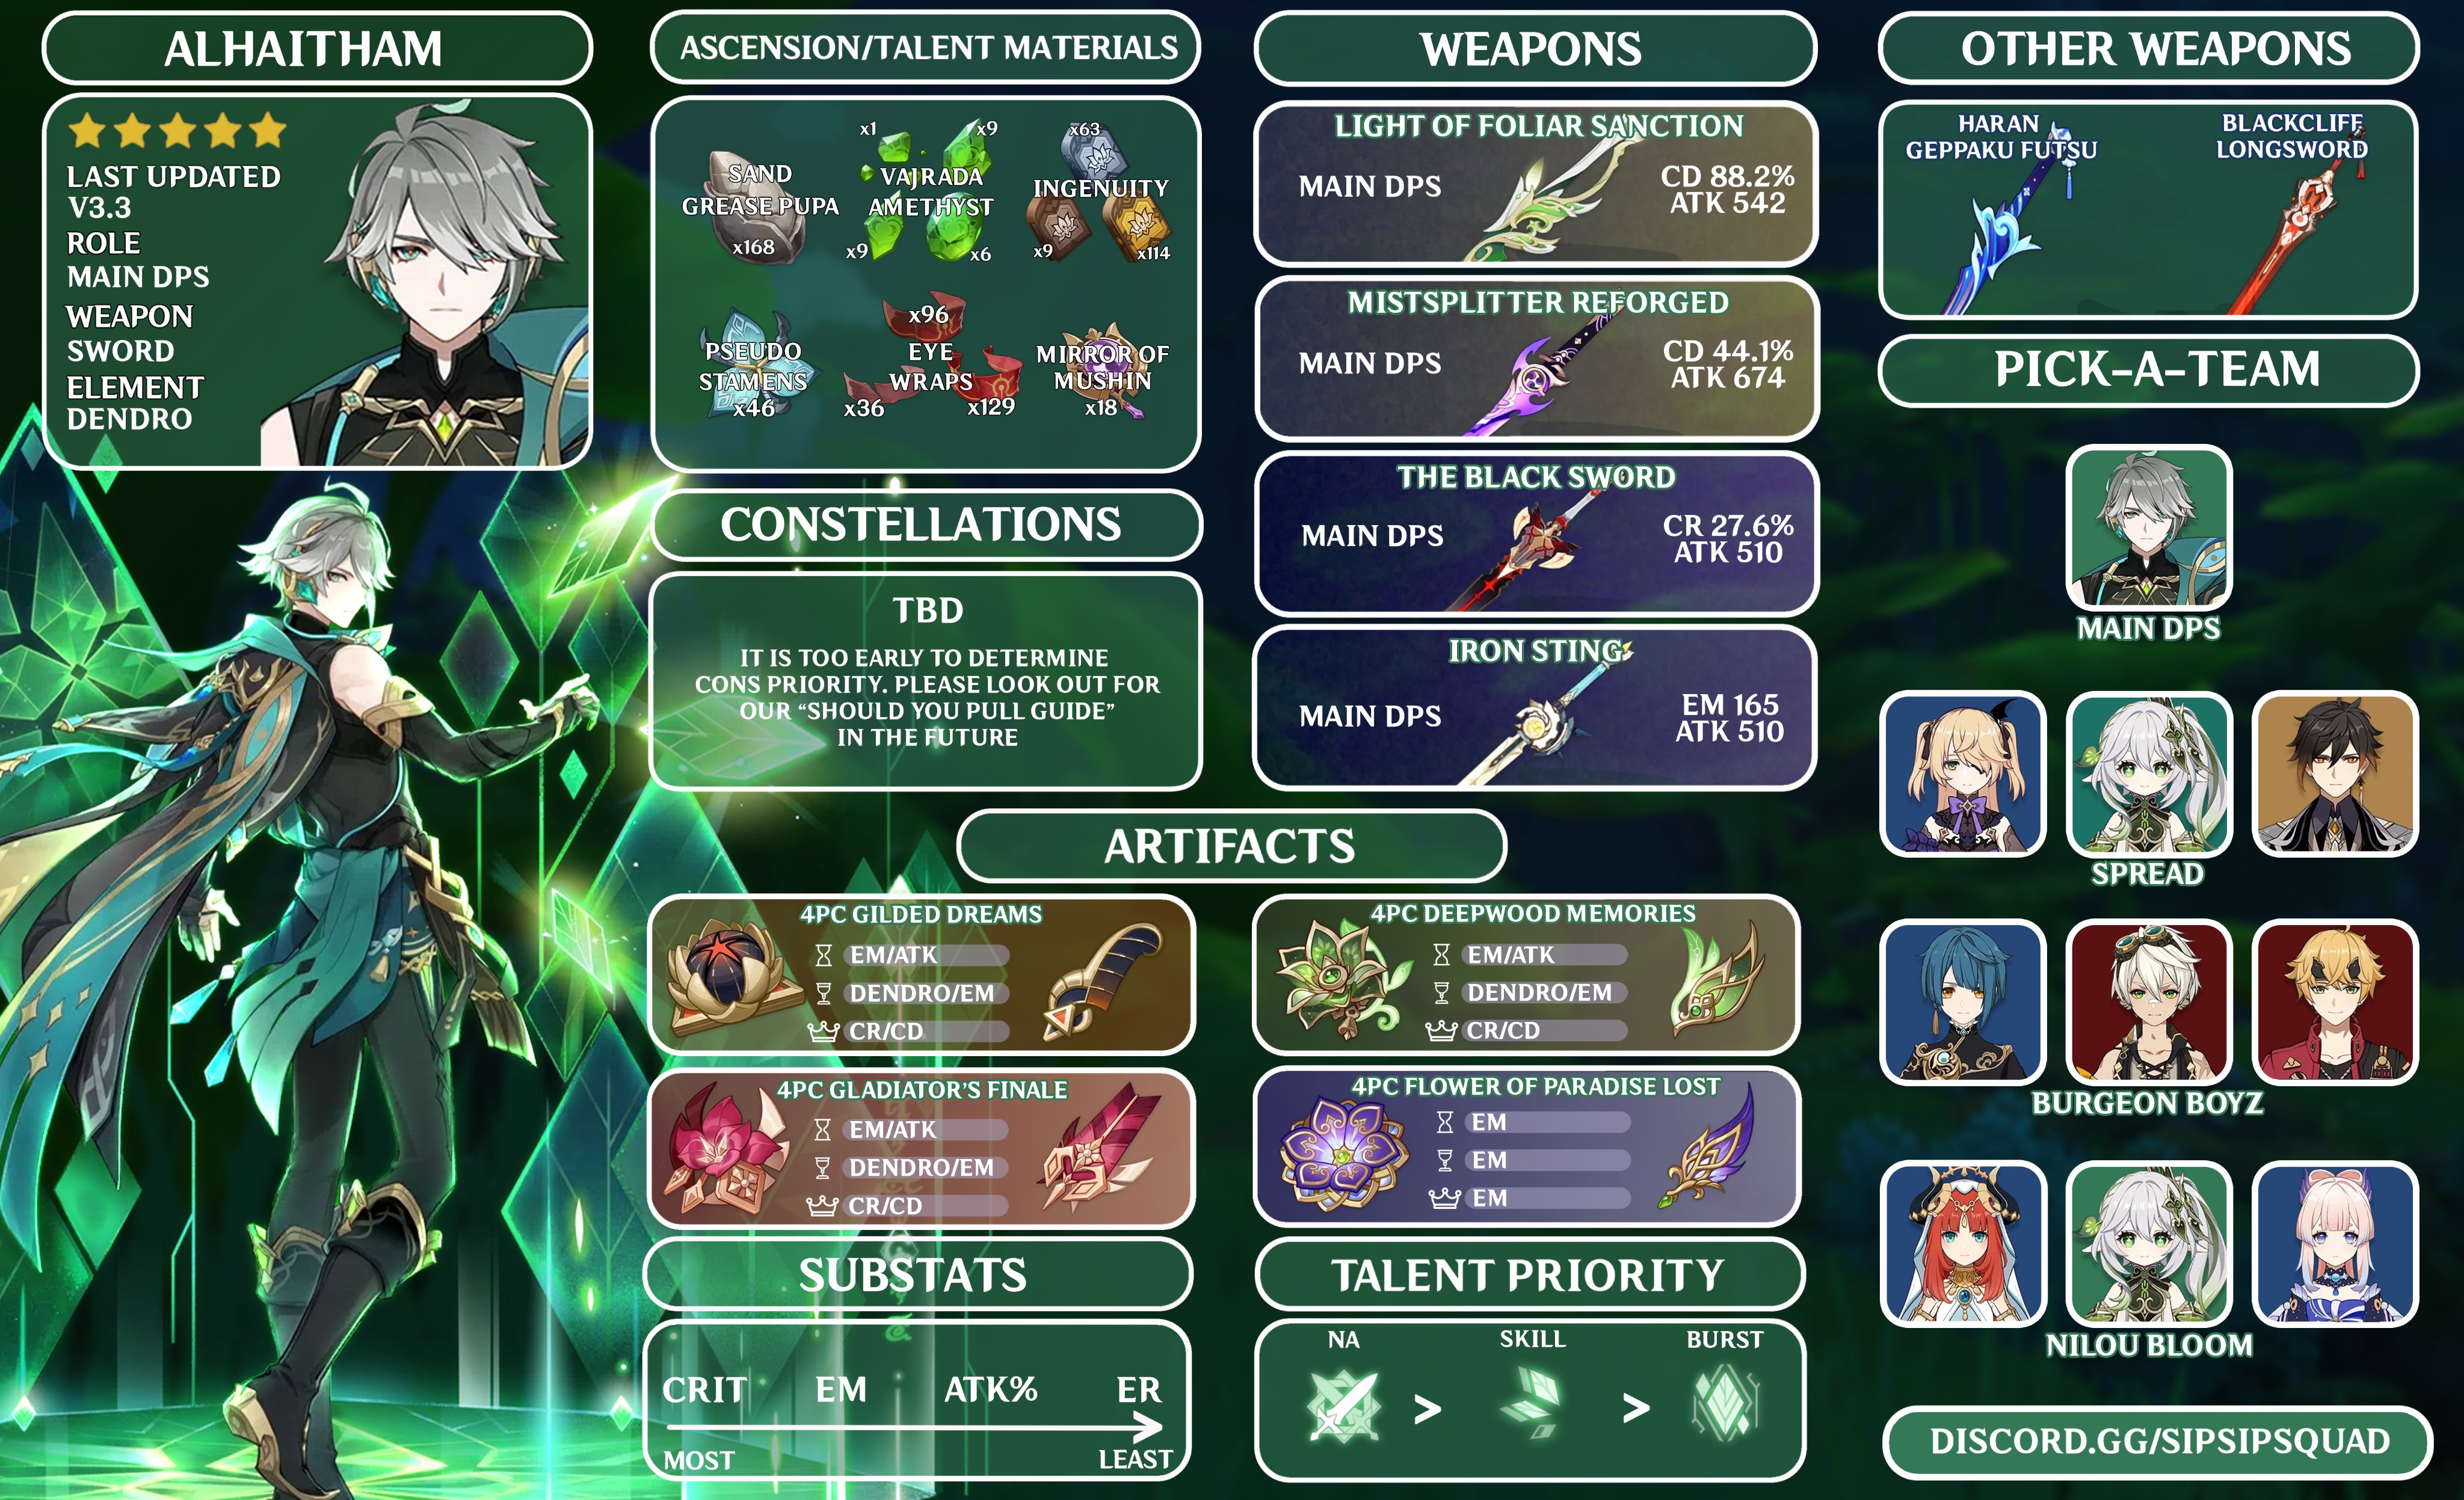 ALHAITHAM
LAST UPDATED
V3.3
ROLE
MAIN DPS
WEAPON
SWORD
ELEMENT
DENDRO
ASCENSION/TALENT MATERIALS
SAND
GREASE PUPA
x168
x1
x9
VAJRADA
AMETHYST
x9
x6
x63
INGENUITY
x9
x114
PSEUDO
STAMENS
x46
x96
EYE
WRAPS
x36
x129
MIRROR OF
MUSHIN
x18
CONSTELLATIONS
TBD
IT IS TOO EARLY TO DETERMINE
CONS PRIORITY. PLEASE LOOK OUT FOR
OUR “SHOULD YOU PULL GUIDE”
IN THE FUTURE
WEAPONS
LIGHT OF FOLIAR SANCTION
MAIN DPS
CD 88.2%
ATK 542
MISTSPLITTER REFORGED
MAIN DPS
CD 44.1%
ATK 674
THE BLACK SWORD
MAIN DPS
CR 27.6%
ATK 510
IRON STING
MAIN DPS
EM 165
ATK 510
OTHER WEAPONS
HARAN
GEPPAKU FUTSU
BLACKCLIFF
LONGSWORD
PICK-A-TEAM
MAIN DPS
SPREAD
BURGEON BOYZ
NILOU BLOOM
ARTIFACTS
4PC GILDED DREAMS
EM/ATK
DENDRO/EM
CR/CD
4PC DEEPWOOD MEMORIES
EM/ATK
DENDRO/EM
CR/CD
4PC GLADIATOR'S FINALE
EM/ATK
DENDRO/EM
CR/CD
4PC FLOWER OF PARADISE LOST
EM
EM
EM
SUBSTATS
CRIT EM ATK% ER
MOST LEAST
TALENT PRIORITY
NA SKILL BURST
> >
DISCORD.GG/SIPSIPSQUAD